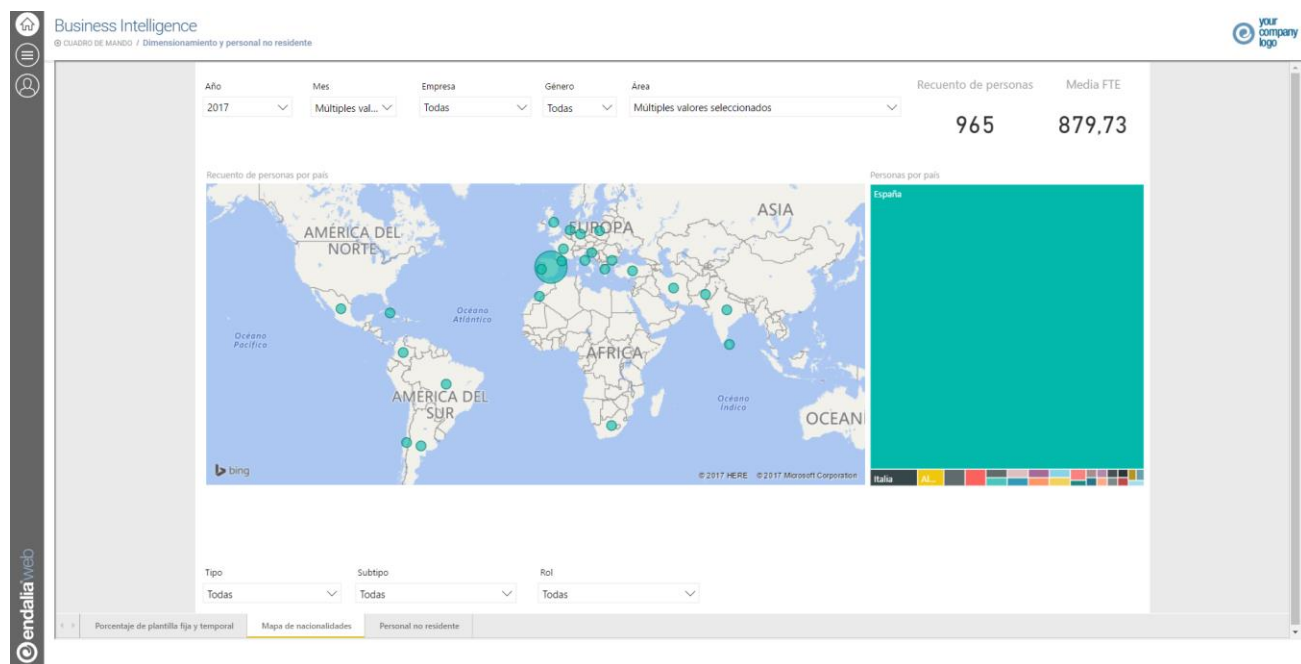 Business Intelligence
CUADRO DE MANDO / Dimensionamiento y personal no residente
your
company
logo
Año
Mes
Empresa
Género
Área
2017
Múltiples val...
Todas
Todas
Múltiples valores seleccionados
Recuento de personas
Media FTE
965
879,73
Recuento de personas por país
Personas por país
AMÉRICA DEL
NORTE
EUROPA
ASIA
Océano
Atlántico
Océano
Pacífico
ÁFRICA
AMÉRICA DEL
SUR
Océano
Índico
OCEAN
bing
© 2017 HERE © 2017 Microsoft Corporation
España
Italia
Al...
Tipo
Subtipo
Rol
Todas
Todas
Todas
Porcentaje de plantilla fija y temporal
Mapa de nacionalidades
Personal no residente
endalia web